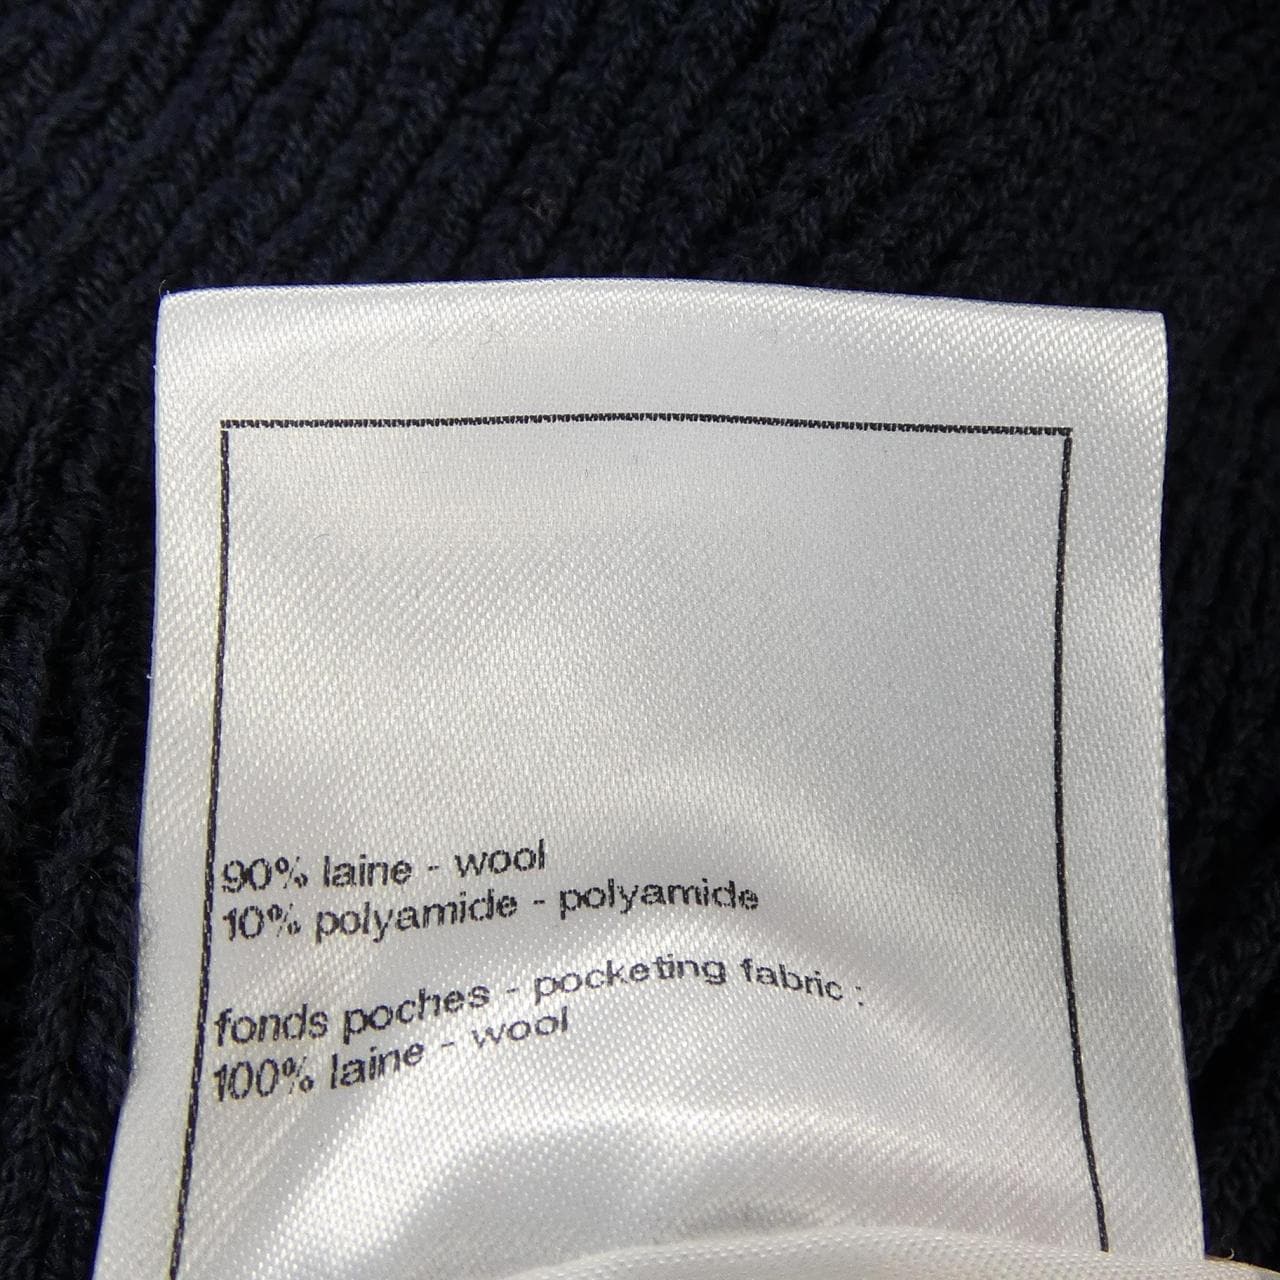 90% laine - wool
10% polyamide - polyamide
fonds poches - pocketing fabric :
100% laine - wool